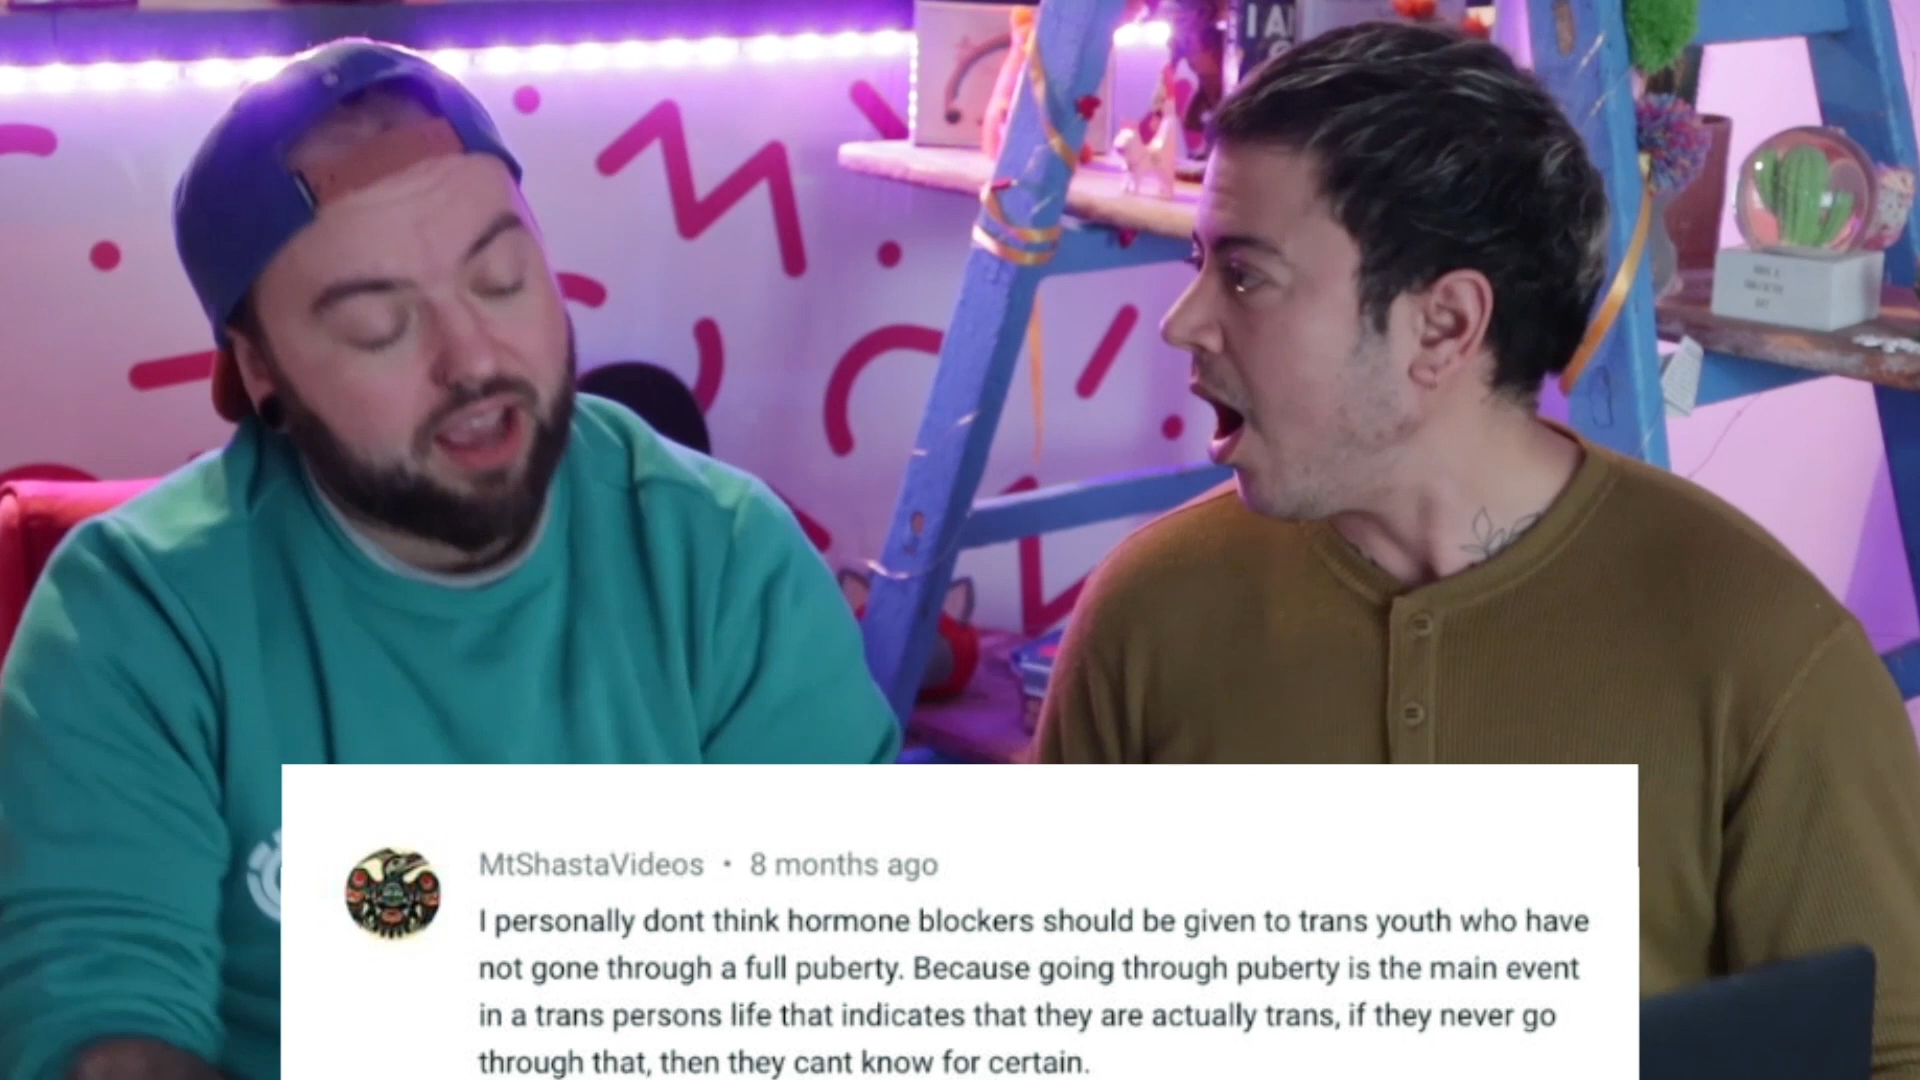 I A
MtShastaVideos • 8 months ago
I personally dont think hormone blockers should be given to trans youth who have
not gone through a full puberty. Because going through puberty is the main event
in a trans persons life that indicates that they are actually trans, if they never go
through that, then they cant know for certain.